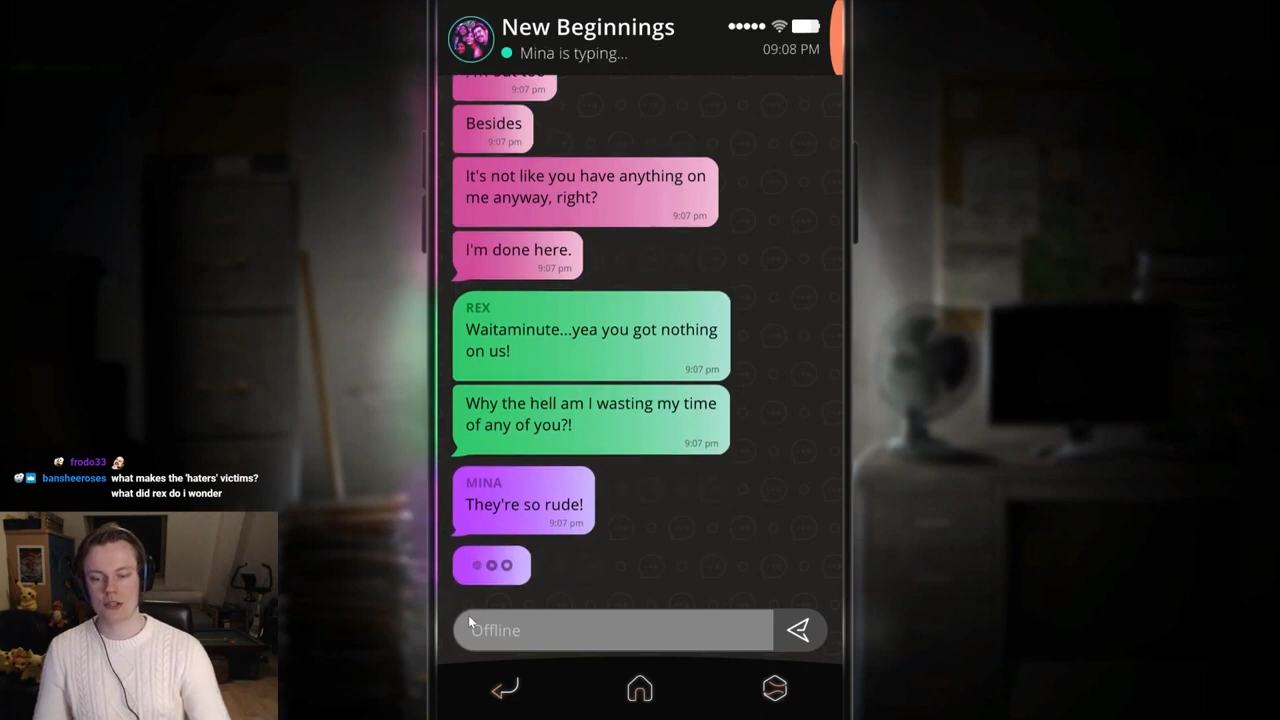 New Beginnings
Mina is typing...
09:08 PM
9:07 pm
Besides
9:07 pm
It's not like you have anything on
me anyway, right?
9:07 pm
I'm done here.
9:07 pm
REX
Waitaminute...yea you got nothing
on us!
9:07 pm
Why the hell am I wasting my time
of any of you?!
9:07 pm
MINA
They're so rude!
9:07 pm
Offline
frodo33
bansheeroses what makes the 'haters' victims?
what did rex do i wonder